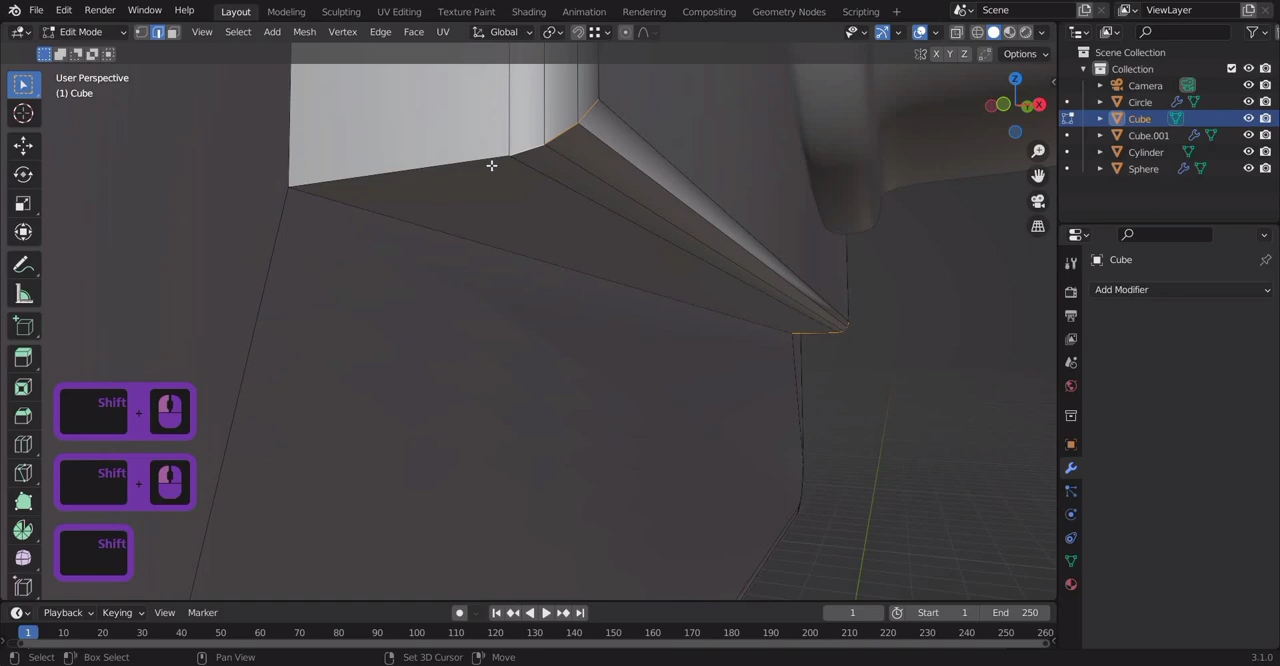 File Edit Render Window Help Layout Modeling Sculpting UV Editing Texture Paint Shading Animation Rendering Compositing Geometry Nodes Scripting + Scene ViewLayer
Edit Mode View Select Add Mesh Vertex Edge Face UV Global
X Y Z Options
User Perspective
(1) Cube
Z
X
Y
Scene Collection
Collection
Camera
Circle
Cube
Cube.001
Cylinder
Sphere
Cube
Add Modifier
Shift +
Shift +
Shift
Playback Keying View Marker 1 Start 1 End 250
1 10 20 30 40 50 60 70 80 90 100 110 120 130 140 150 160 170 180 190 200 210 220 230 240 250 260
Select Box Select Pan View Set 3D Cursor Move 3.1.0